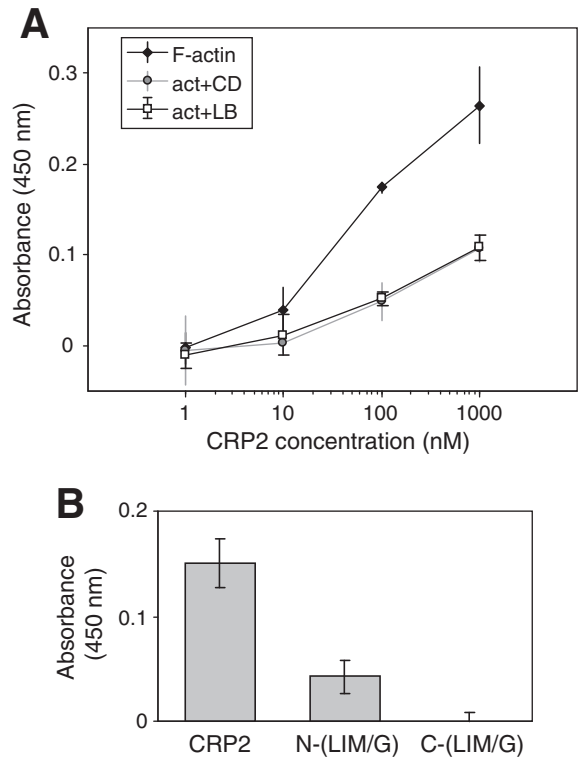 A
F-actin
act+CD
act+LB
Absorbance (450 nm)
0.3
0.2
0.1
0
1 10 100 1000
CRP2 concentration (nM)
B
Absorbance
(450 nm)
0.2
0.1
0
CRP2 N-(LIM/G) C-(LIM/G)